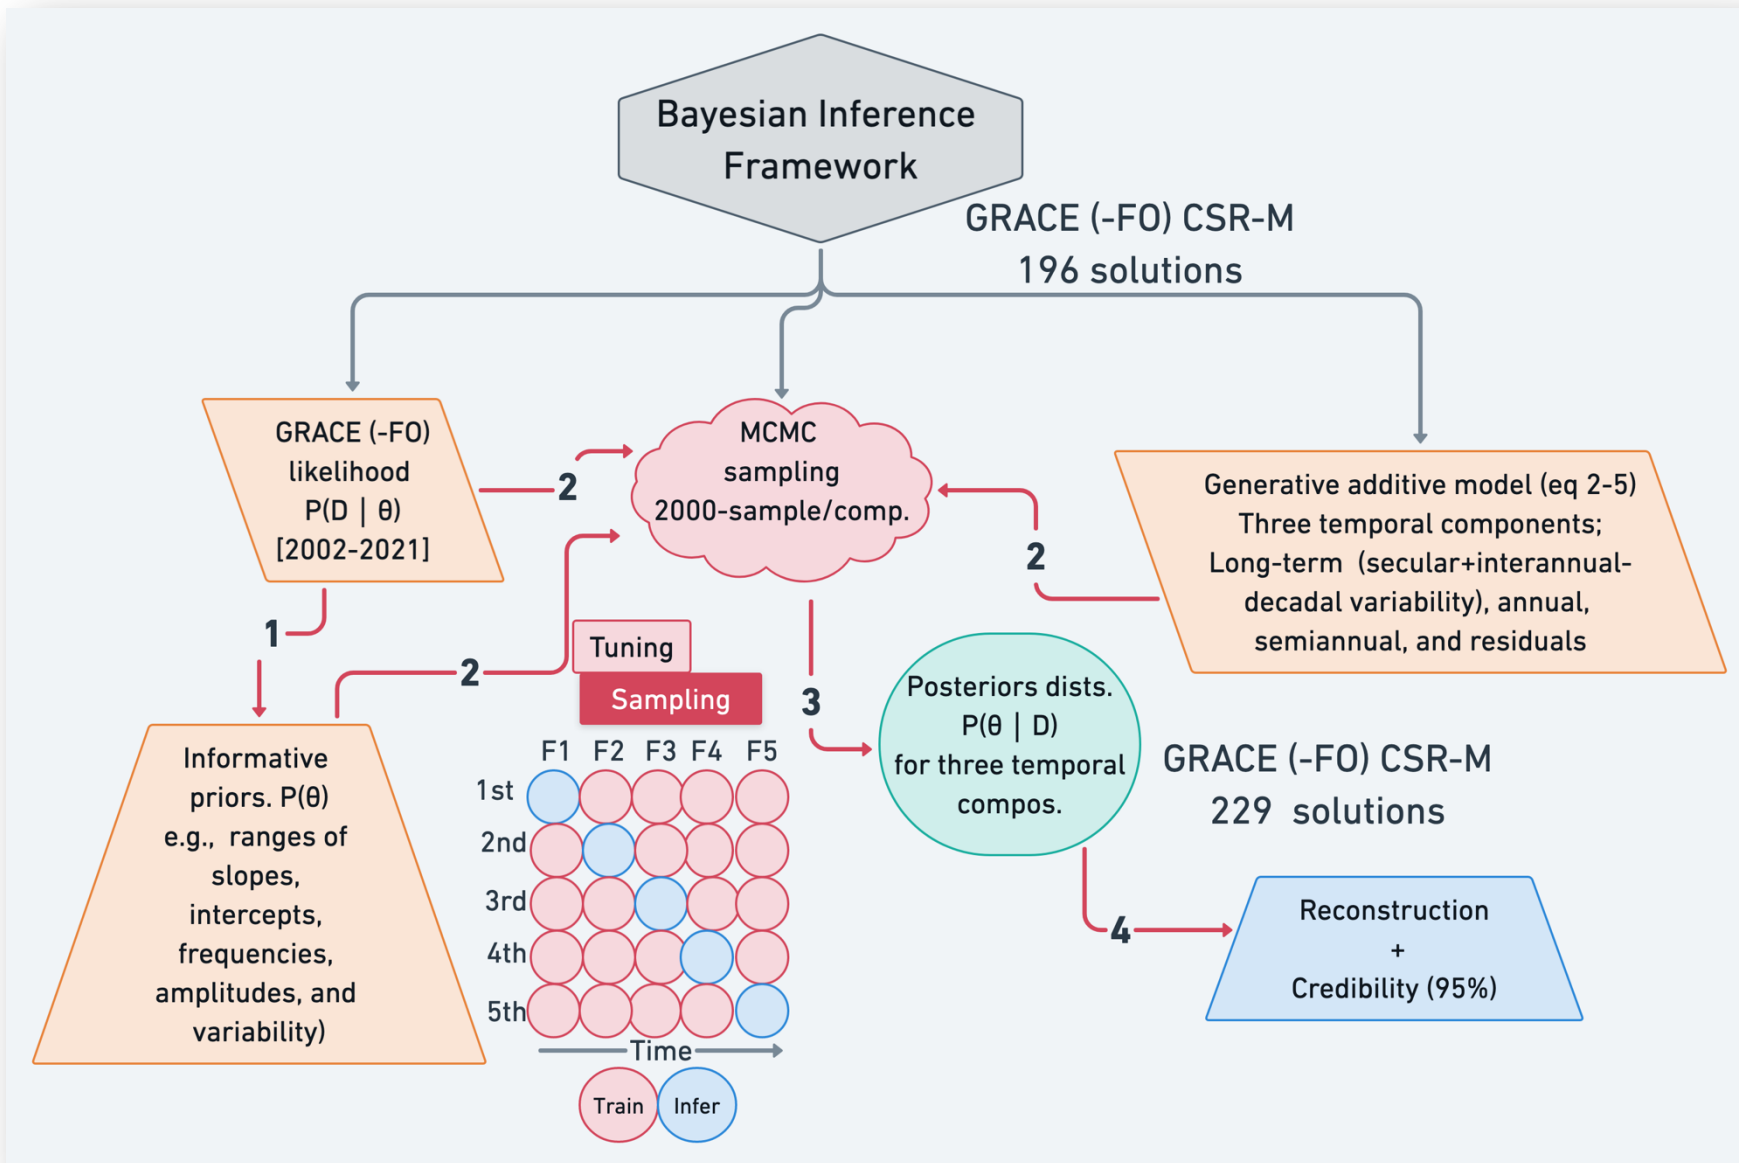 Bayesian Inference
Framework
GRACE (-FO) CSR-M
196 solutions
GRACE (-FO)
likelihood
P(D | θ)
[2002-2021]
MCMC
sampling
2000-sample/comp.
Generative additive model (eq 2-5)
Three temporal components;
Long-term (secular+interannual-
decadal variability), annual,
semiannual, and residuals
2
2
1
2
Tuning
Sampling
3
Informative
priors. P(θ)
e.g., ranges of
slopes,
intercepts,
frequencies,
amplitudes, and
variability)
F1 F2 F3 F4 F5
1st
2nd
3rd
4th
5th
Time
Train
Infer
Posteriors dists.
P(θ | D)
for three temporal
compos.
GRACE (-FO) CSR-M
229 solutions
4
Reconstruction
+
Credibility (95%)